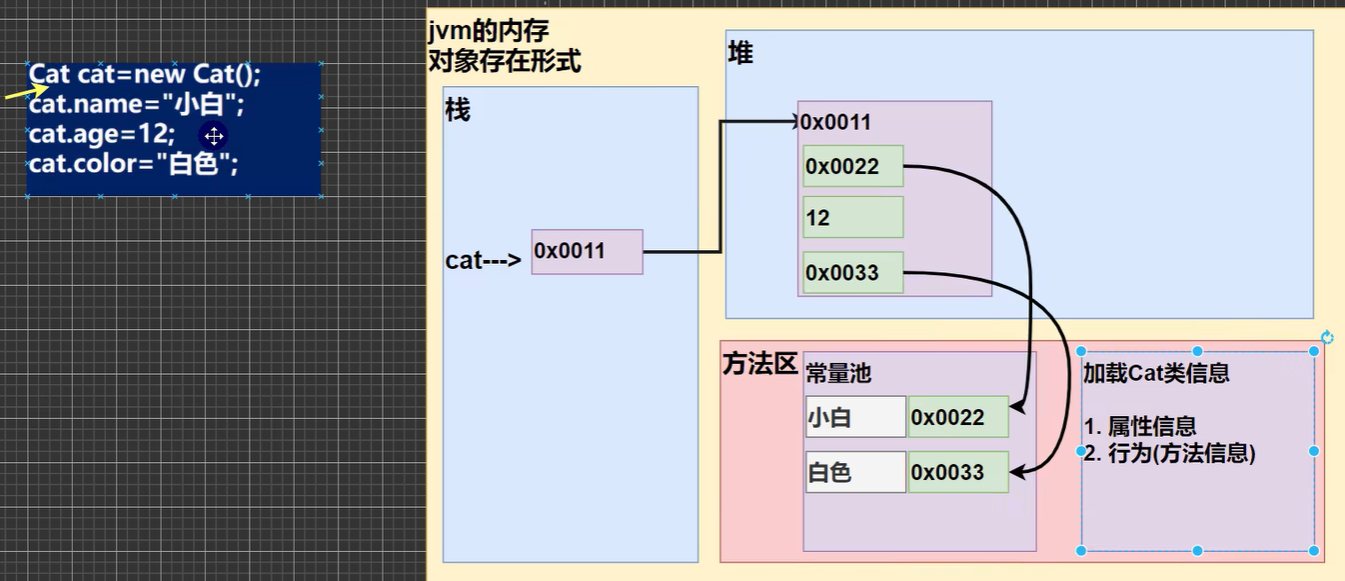 Cat cat=new Cat();
cat.name="小白";
cat.age=12;
cat.color="白色";
jvm的内存
对象存在形式
栈
cat--->
0x0011
堆
0x0011
0x0022
12
0x0033
方法区
常量池
小白
0x0022
白色
0x0033
加载Cat类信息
1. 属性信息
2. 行为(方法信息)